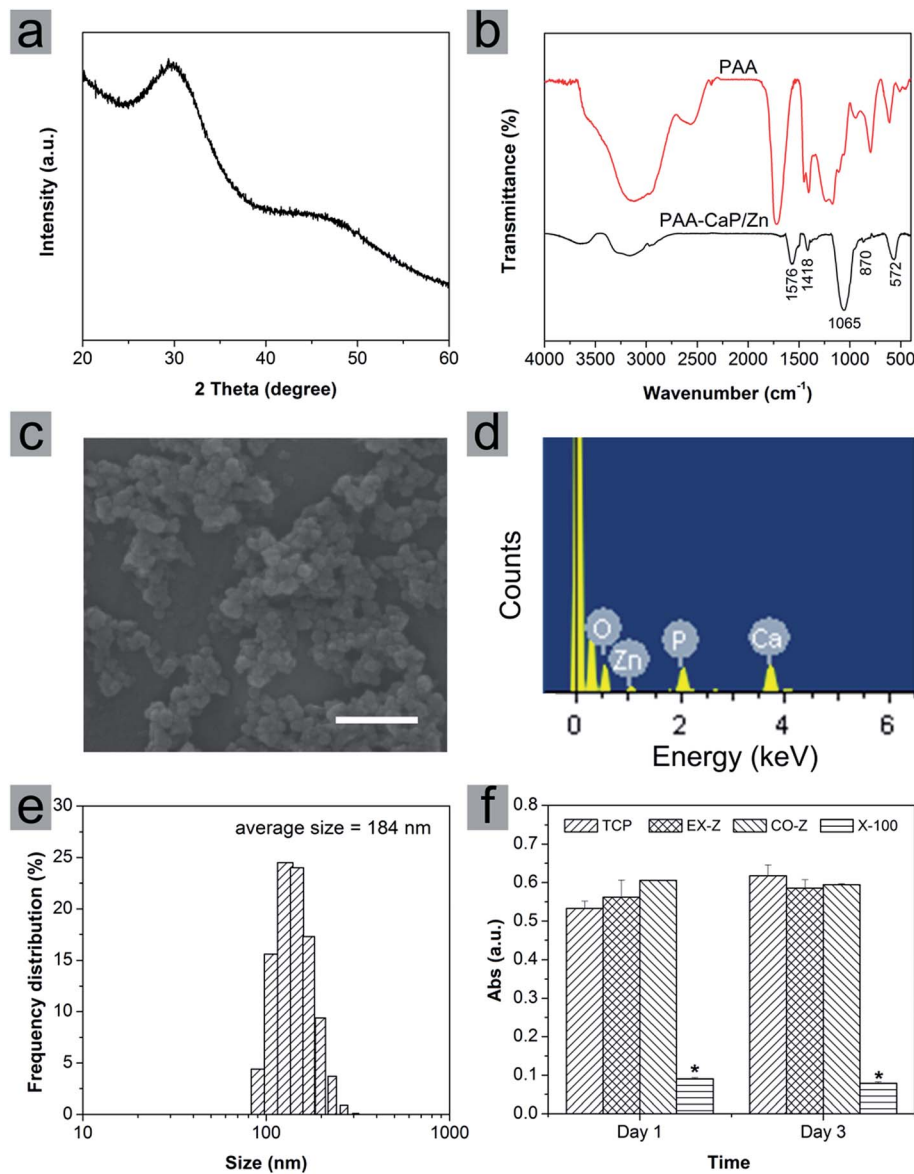 a
Intensity (a.u.)
20 30 40 50 60
2 Theta (degree)
b
Transmittance (%)
PAA
PAA-CaP/Zn
1576
1418
1065
870
572
4000 3500 3000 2500 2000 1500 1000 500
Wavenumber (cm⁻¹)
c
d
Counts
O
Zn
P
Ca
0 2 4 6
Energy (keV)
e
average size = 184 nm
Frequency distribution (%)
30
25
20
15
10
5
0
10 100 1000
Size (nm)
f
TCP EX-Z CO-Z X-100
Abs (a.u.)
0.8
0.7
0.6
0.5
0.4
0.3
0.2
0.1
0.0
* *
Day 1 Day 3
Time